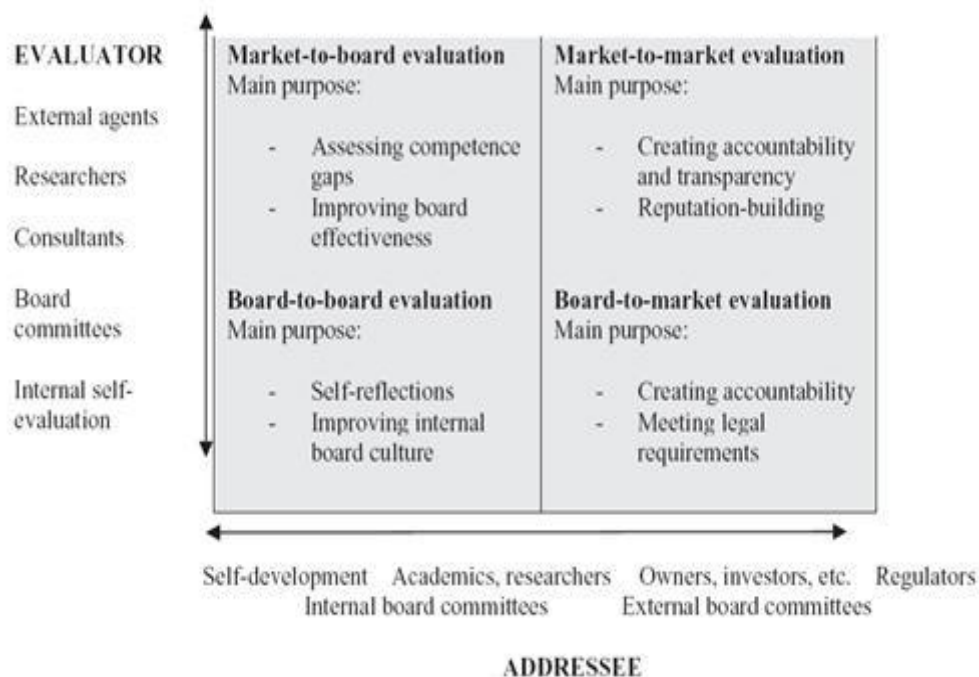 EVALUATOR
External agents
Researchers
Consultants
Board
committees
Internal self-
evaluation
Market-to-board evaluation
Main purpose:
- Assessing competence
gaps
- Improving board
effectiveness
Market-to-market evaluation
Main purpose:
- Creating accountability
and transparency
- Reputation-building
Board-to-board evaluation
Main purpose:
- Self-reflections
- Improving internal
board culture
Board-to-market evaluation
Main purpose:
- Creating accountability
- Meeting legal
requirements
Self-development Academics, researchers Owners, investors, etc. Regulators
Internal board committees External board committees
ADDRESSEE